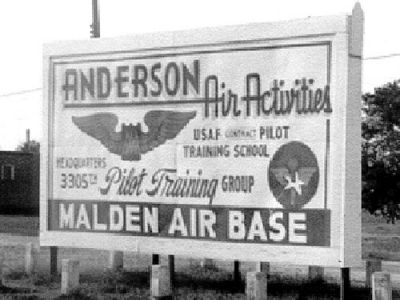 ANDERSON
Air Activities
U.S.A.F. CONTRACT PILOT
TRAINING SCHOOL
HEADQUARTERS
3305TH Pilot Training GROUP
MALDEN AIR BASE